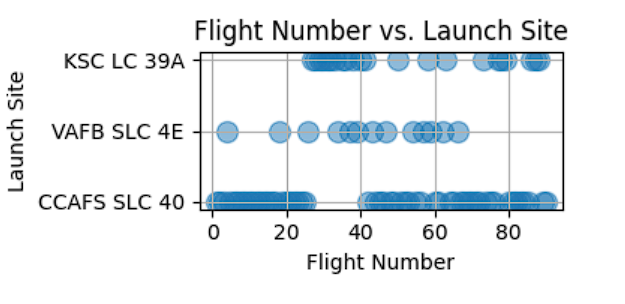 Flight Number vs. Launch Site
Launch Site
KSC LC 39A
VAFB SLC 4E
CCAFS SLC 40
0 20 40 60 80
Flight Number